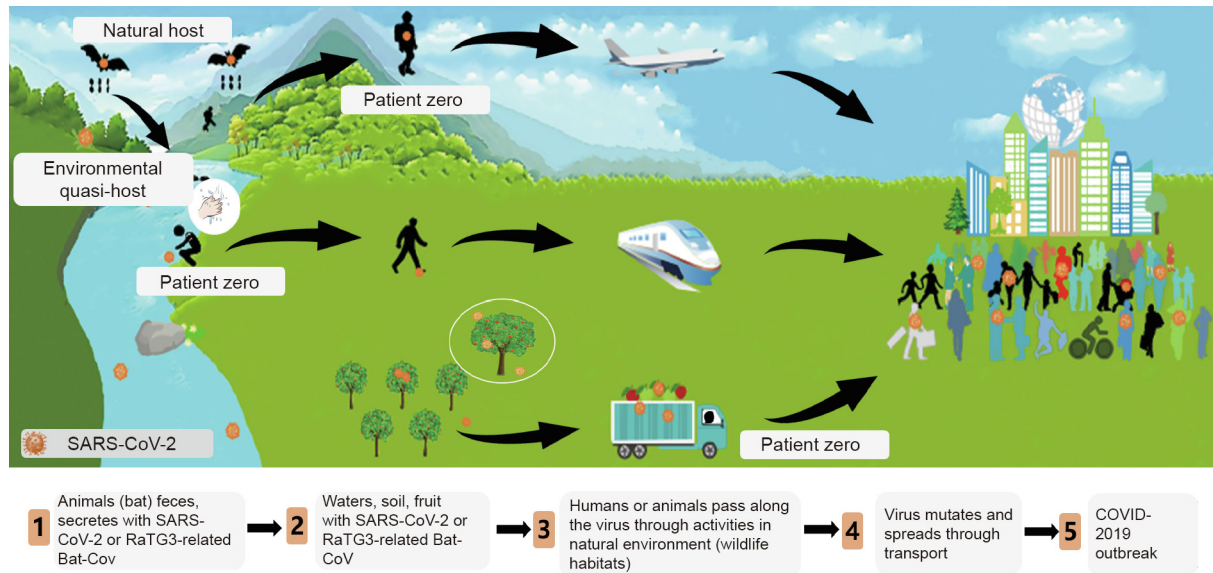 Natural host
Patient zero
Environmental
quasi-host
Patient zero
Patient zero
SARS-CoV-2
1
Animals (bat) feces,
secretes with SARS-
CoV-2 or RaTG3-related
Bat-Cov
2
Waters, soil, fruit
with SARS-CoV-2 or
RaTG3-related Bat-
CoV
3
Humans or animals pass along
the virus through activities in
natural environment (wildlife
habitats)
4
Virus mutates and
spreads through
transport
5
COVID-
2019
outbreak